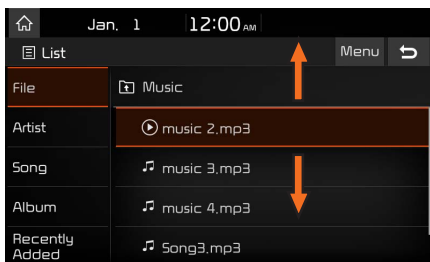 Jan. 1 12:00 AM
List Menu
File
Music
Artist
music 2.mp3
Song
music 3.mp3
Album
music 4.mp3
Recently
Added
Song3.mp3